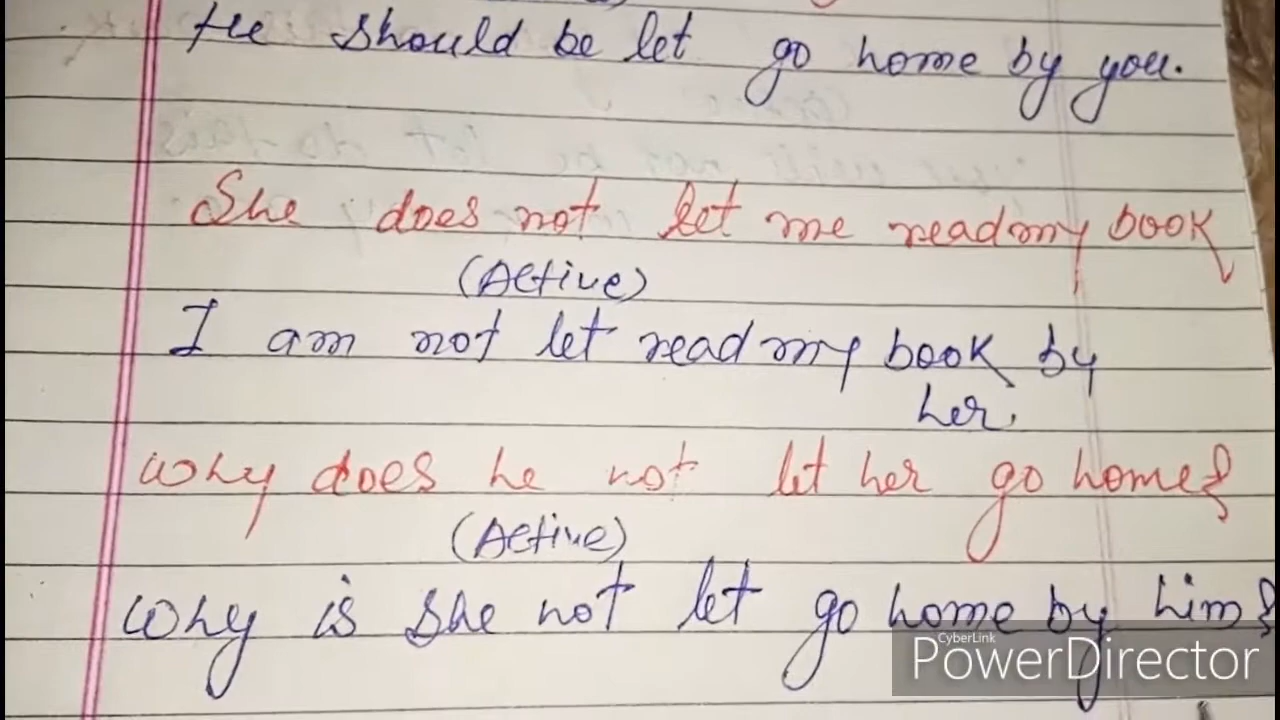 He should be let go home by you.
She does not let me read my book
(Active)
I am not let read my book by
her.
Why does he not let her go home?
(Active)
Why is she not let go home by him?
CyberLink
PowerDirector